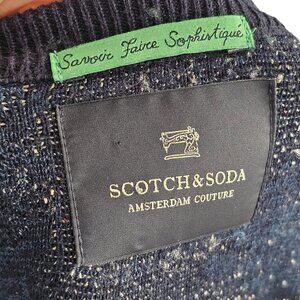 Savoir Faire Sophistique
SCOTCH&SODA
AMSTERDAM COUTURE